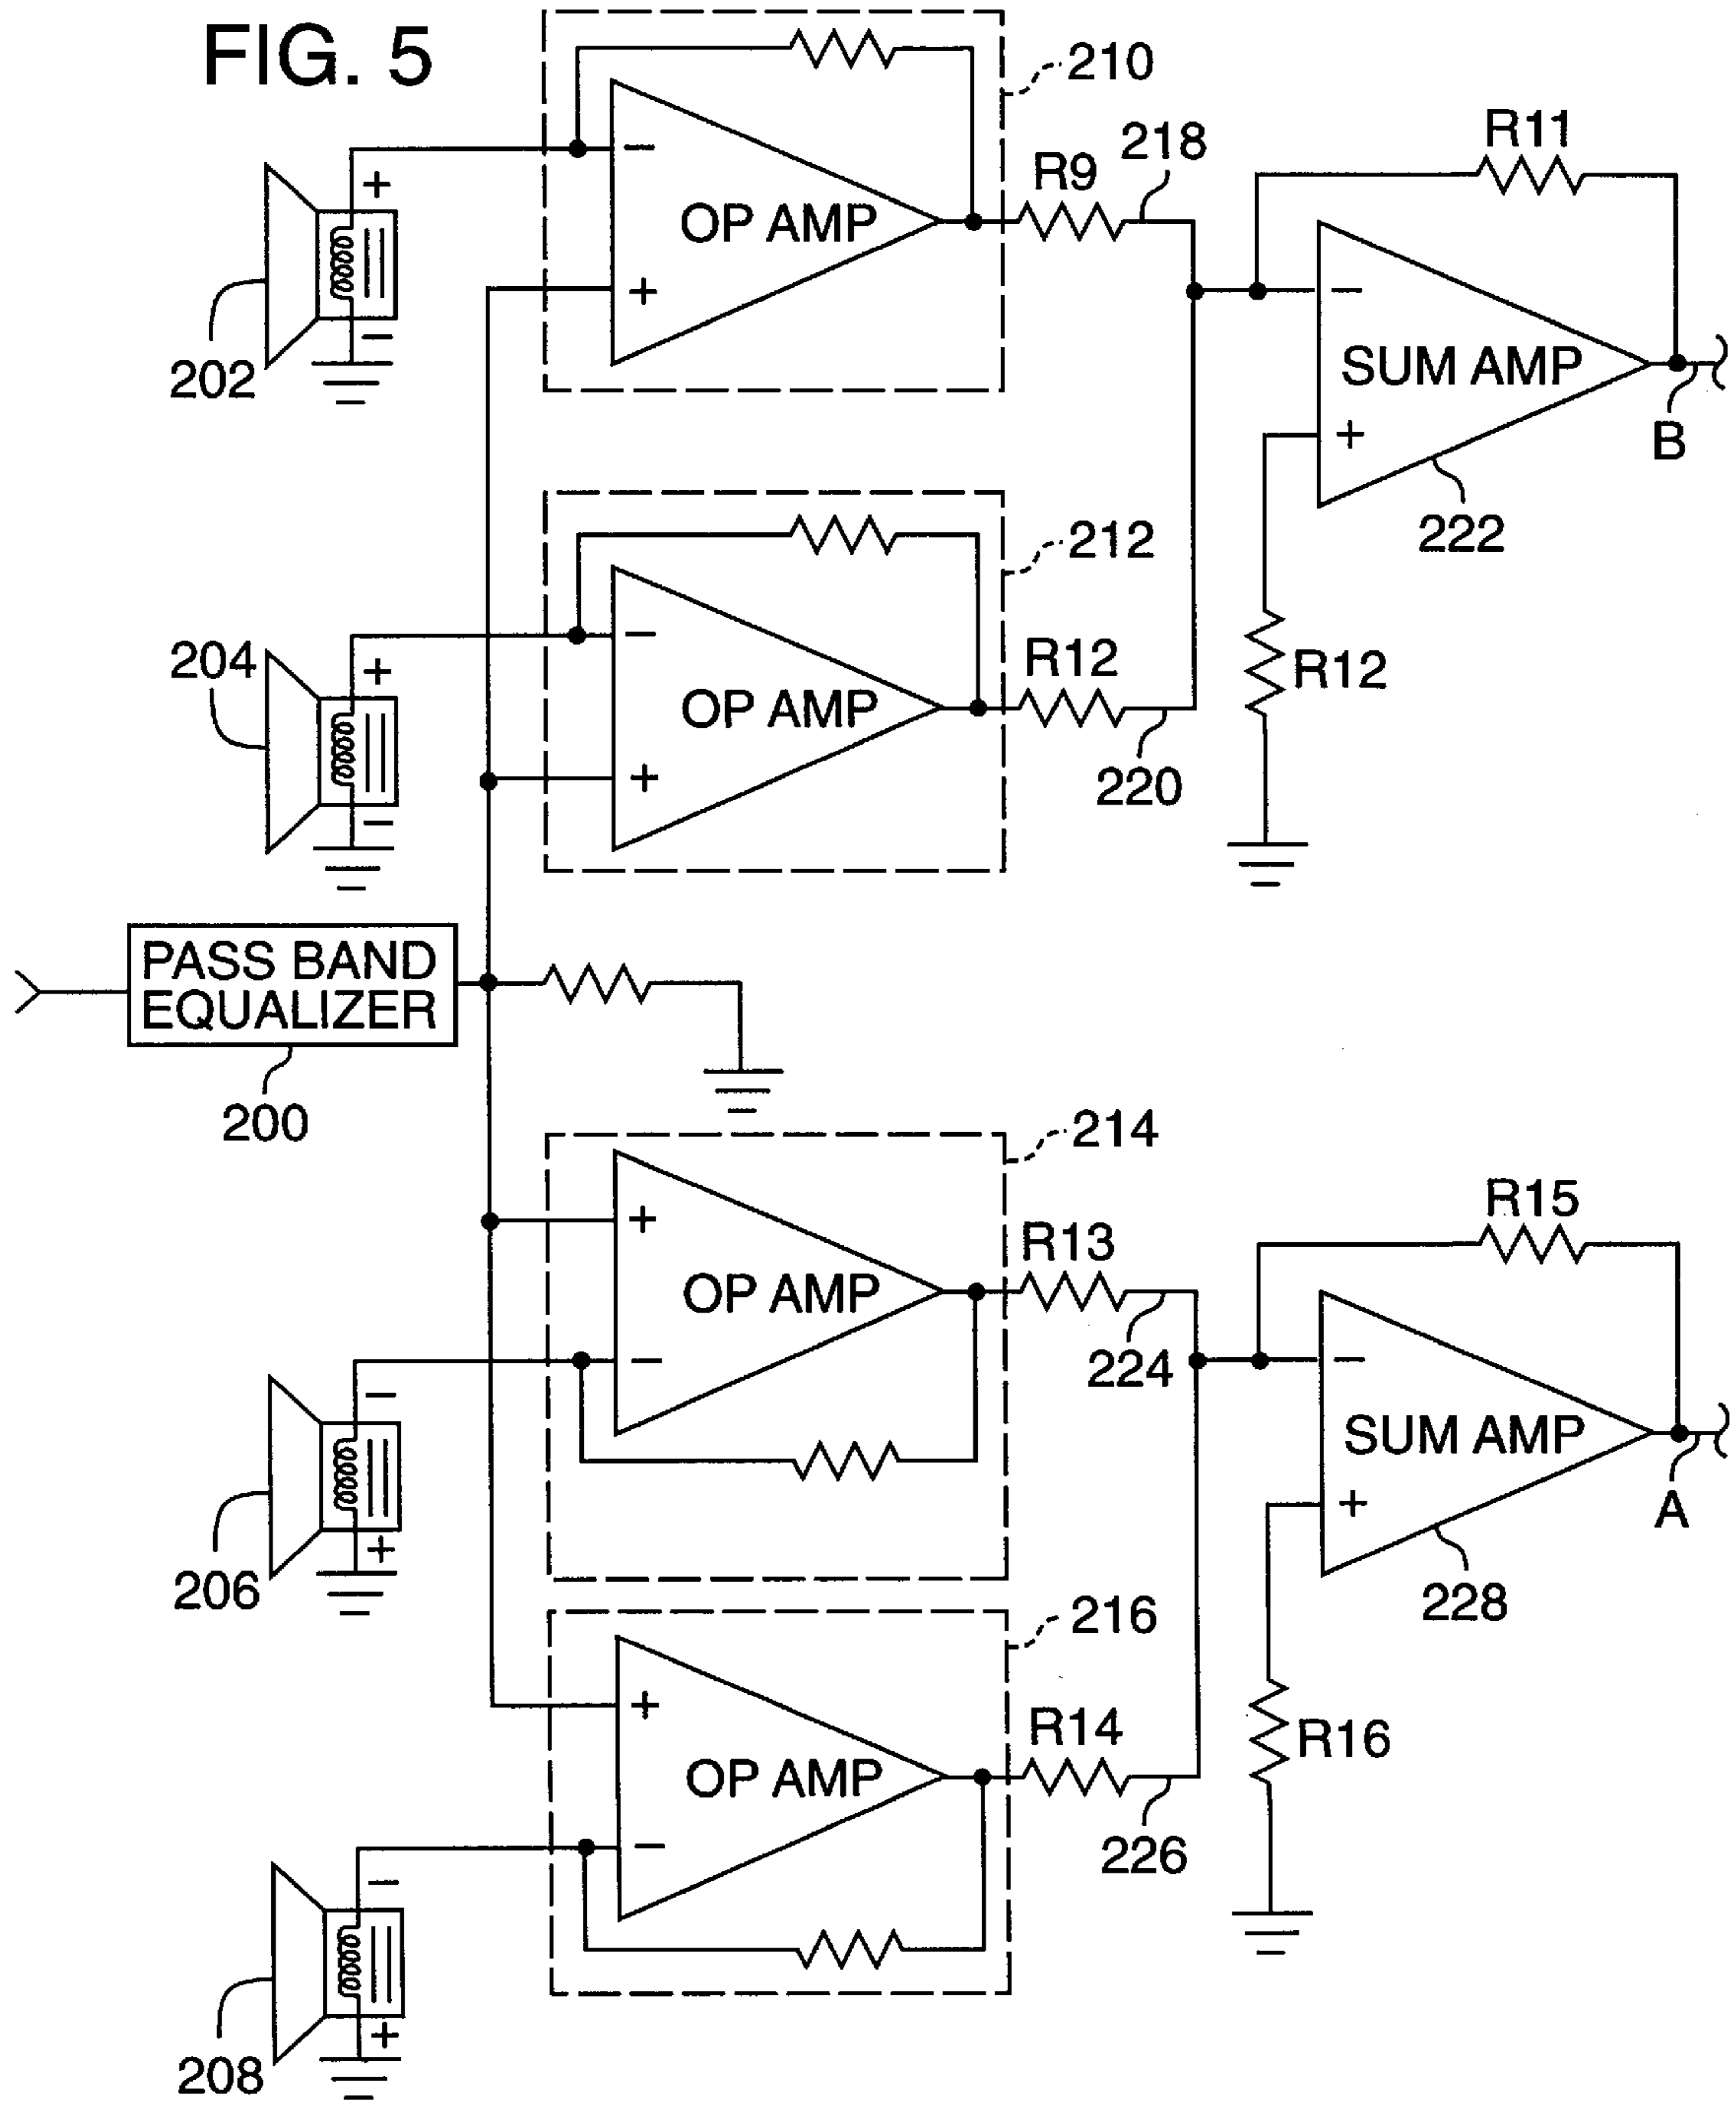 FIG. 5
210
OP AMP
−
+
R9
218
R11
+
−
202
SUM AMP
−
+
B
222
212
OP AMP
−
+
R12
220
R12
204
+
−
PASS BAND
EQUALIZER
200
214
+
OP AMP
−
R13
224
R15
−
+
206
SUM AMP
−
+
A
228
216
+
OP AMP
−
R14
226
R16
−
+
208